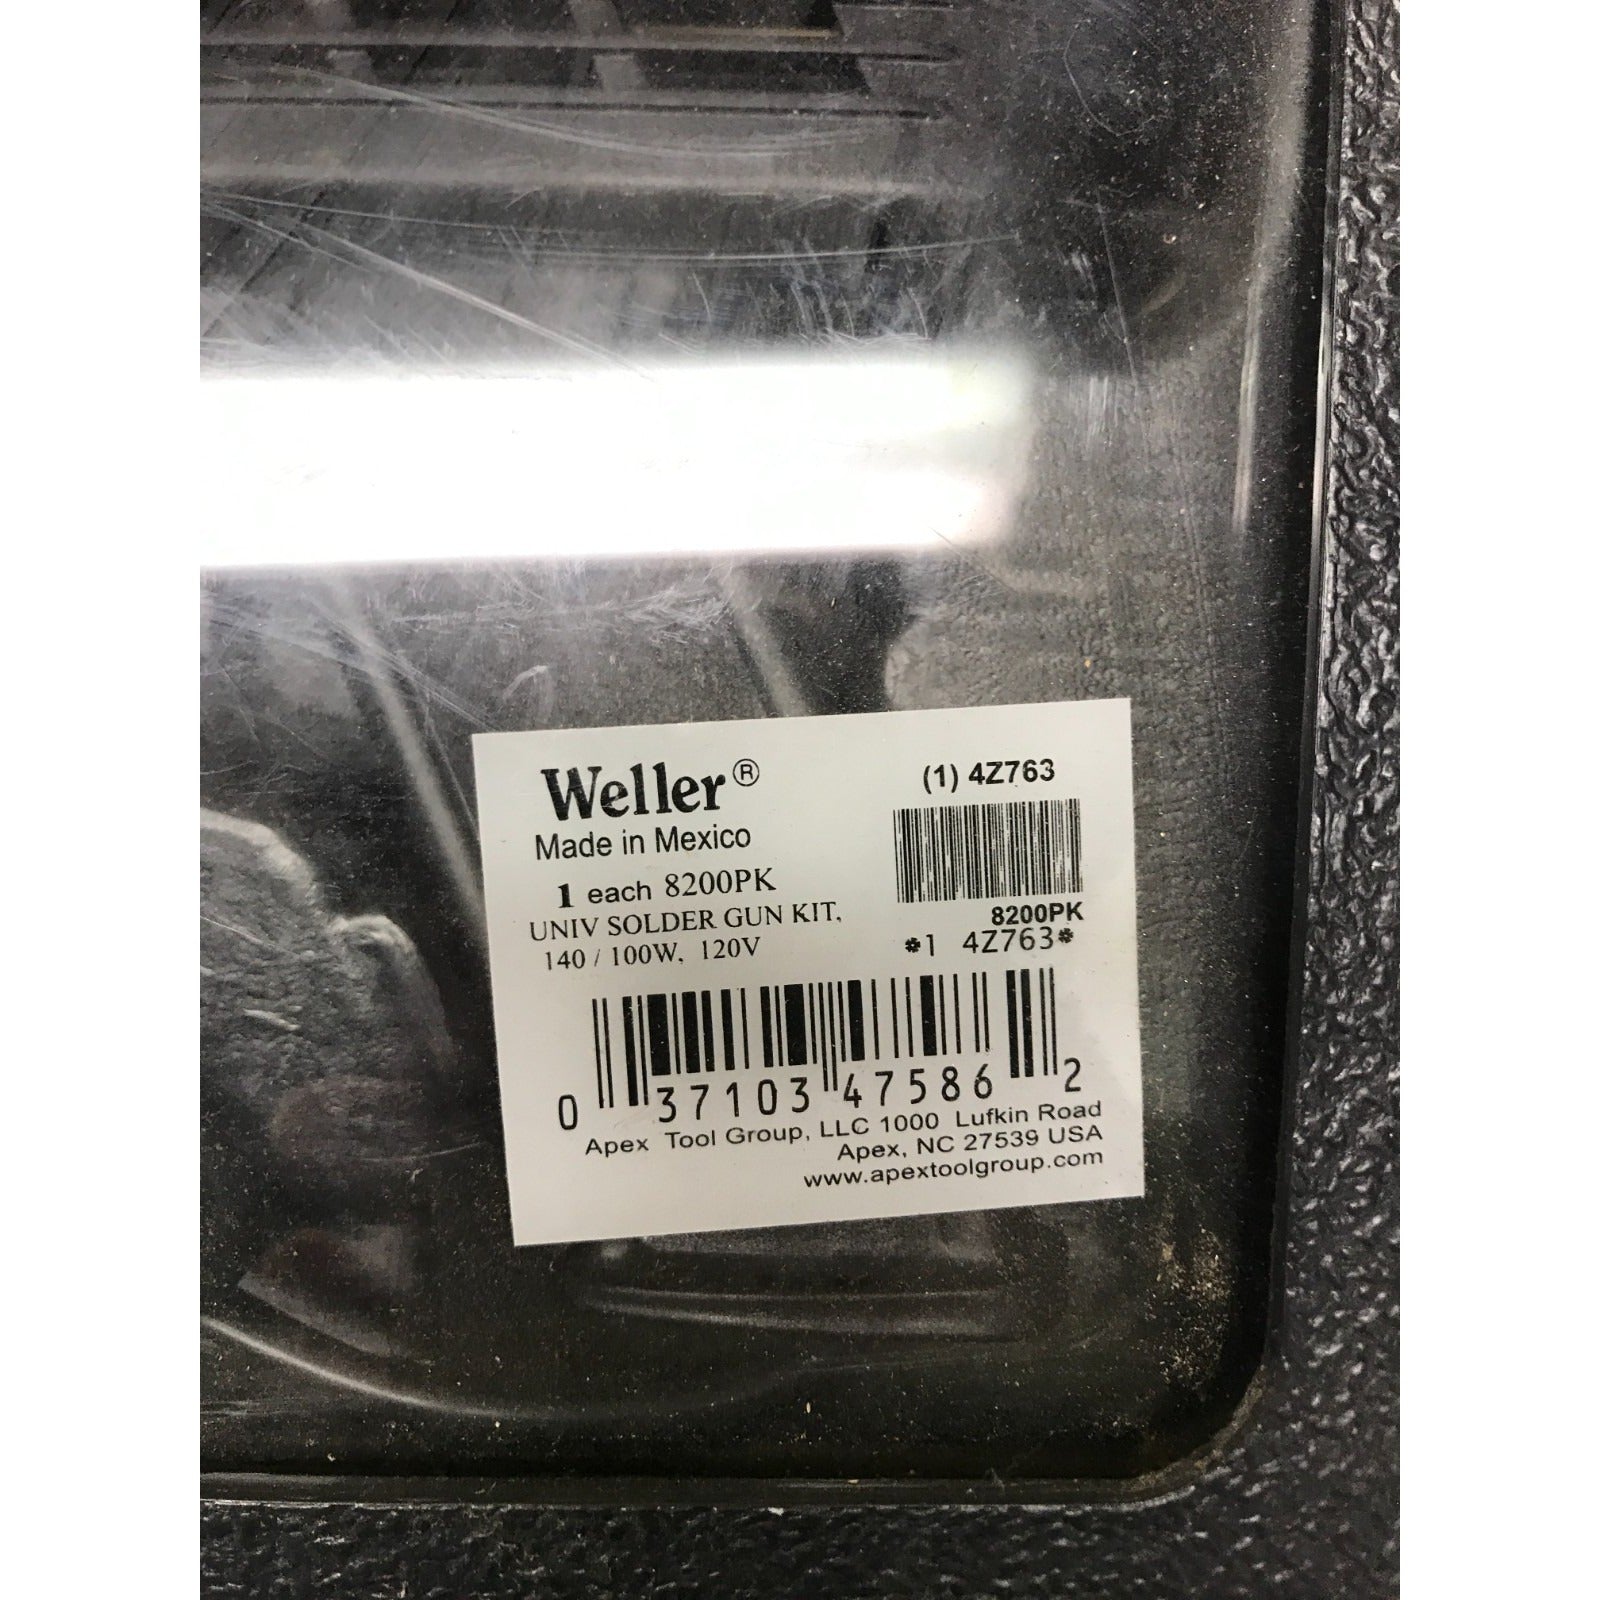 Weller®
Made in Mexico
1 each 8200PK
UNIV SOLDER GUN KIT,
140 / 100W, 120V
(1) 4Z763
8200PK
*1 4Z763*
0 37103 47586 2
Apex Tool Group, LLC 1000 Lufkin Road
Apex, NC 27539 USA
www.apextoolgroup.com